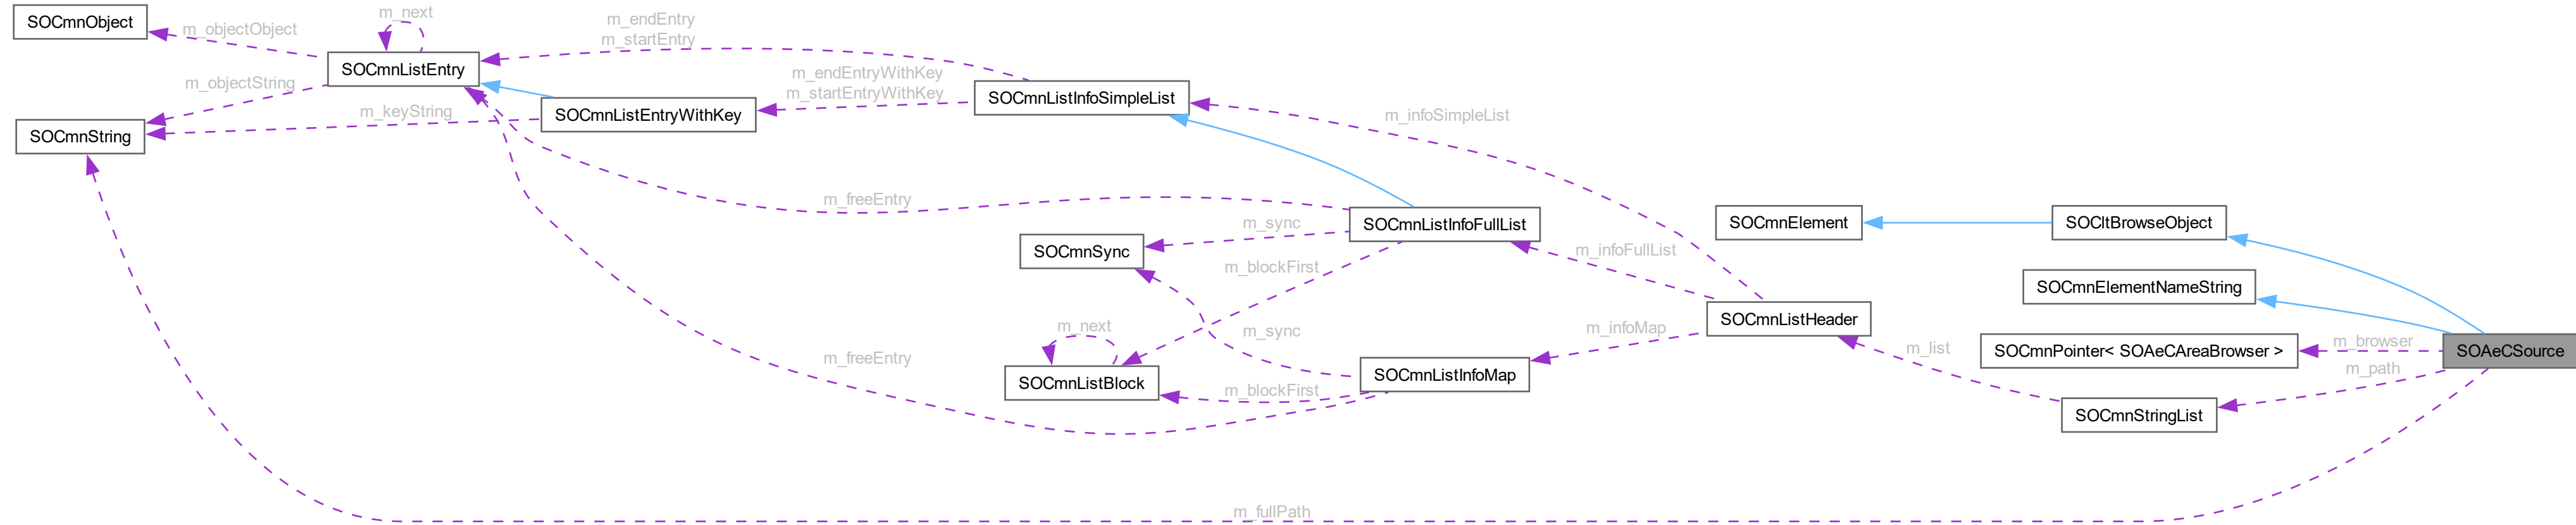 SOCmnObject
m_next
m_objectObject
SOCmnListEntry
m_objectString
m_keyString
SOCmnString
m_endEntry
m_startEntry
m_endEntryWithKey
m_startEntryWithKey
SOCmnListEntryWithKey
SOCmnListInfoSimpleList
m_infoSimpleList
m_freeEntry
m_sync
SOCmnSync
m_blockFirst
SOCmnListInfoFullList
m_infoFullList
SOCmnElement
SOCltBrowseObject
SOCmnElementNameString
m_next
SOCmnListBlock
m_sync
m_freeEntry
m_blockFirst
SOCmnListInfoMap
m_infoMap
SOCmnListHeader
m_list
SOCmnPointer< SOAeCAreaBrowser >
m_browser
SOAeCSource
m_path
SOCmnStringList
m_fullPath